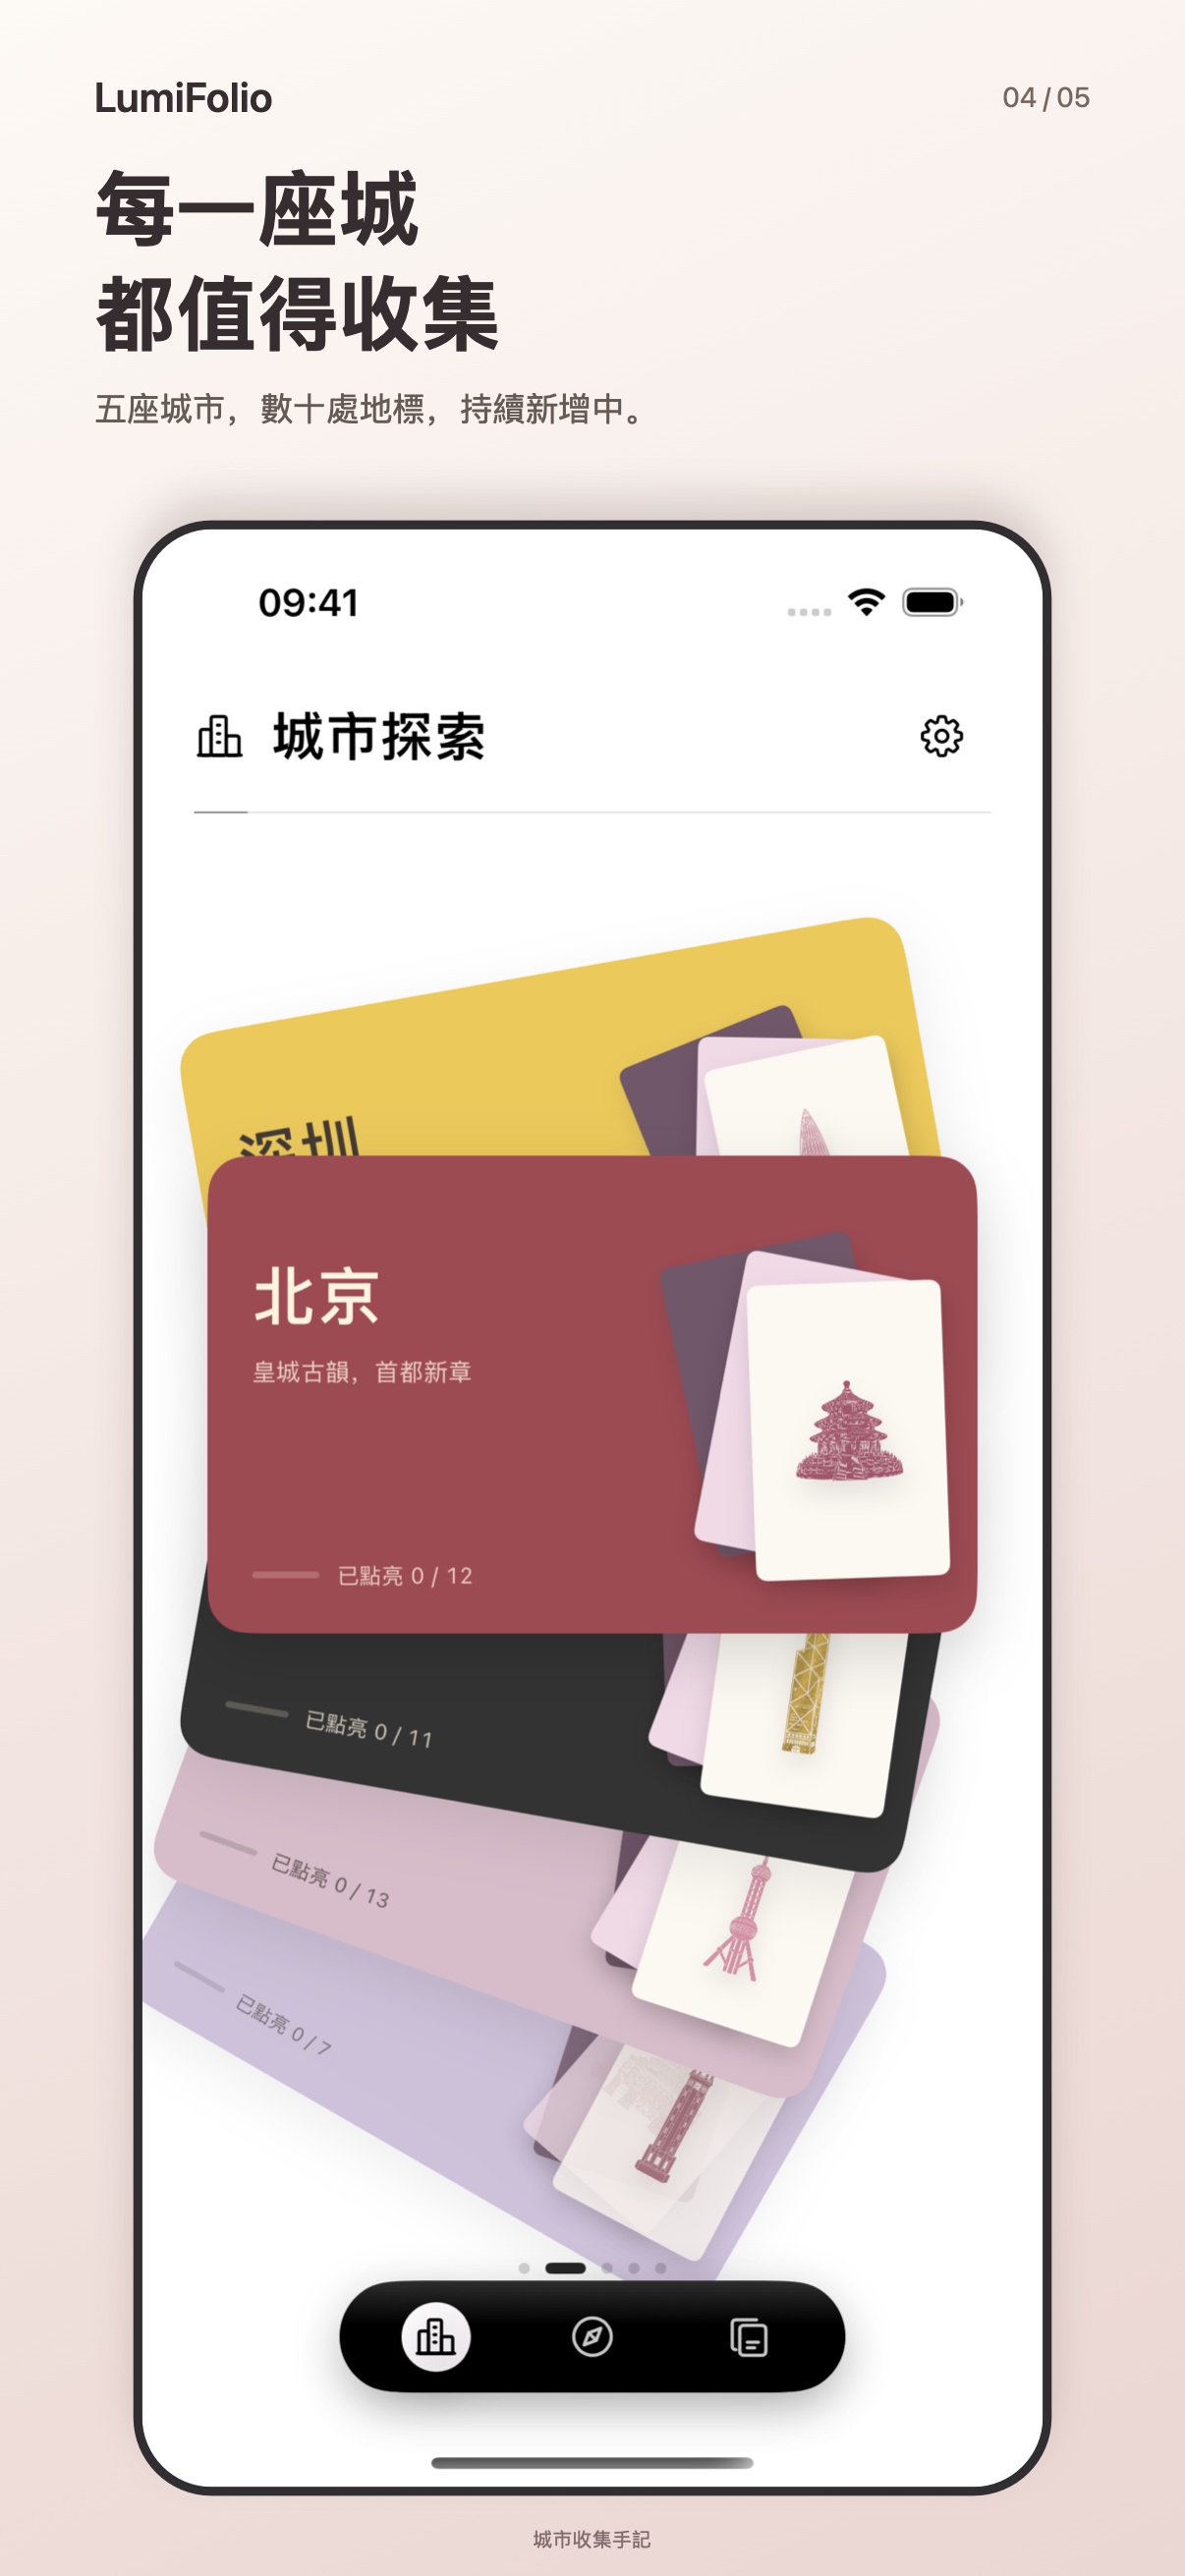 LumiFolio
04 / 05
每一座城
都值得收集
五座城市，數十處地標，持續新增中。
09:41
城市探索
深圳
北京
皇城古韻，首都新章
已點亮 0 / 12
已點亮 0 / 11
已點亮 0 / 13
已點亮 0 / 7
城市收集手記